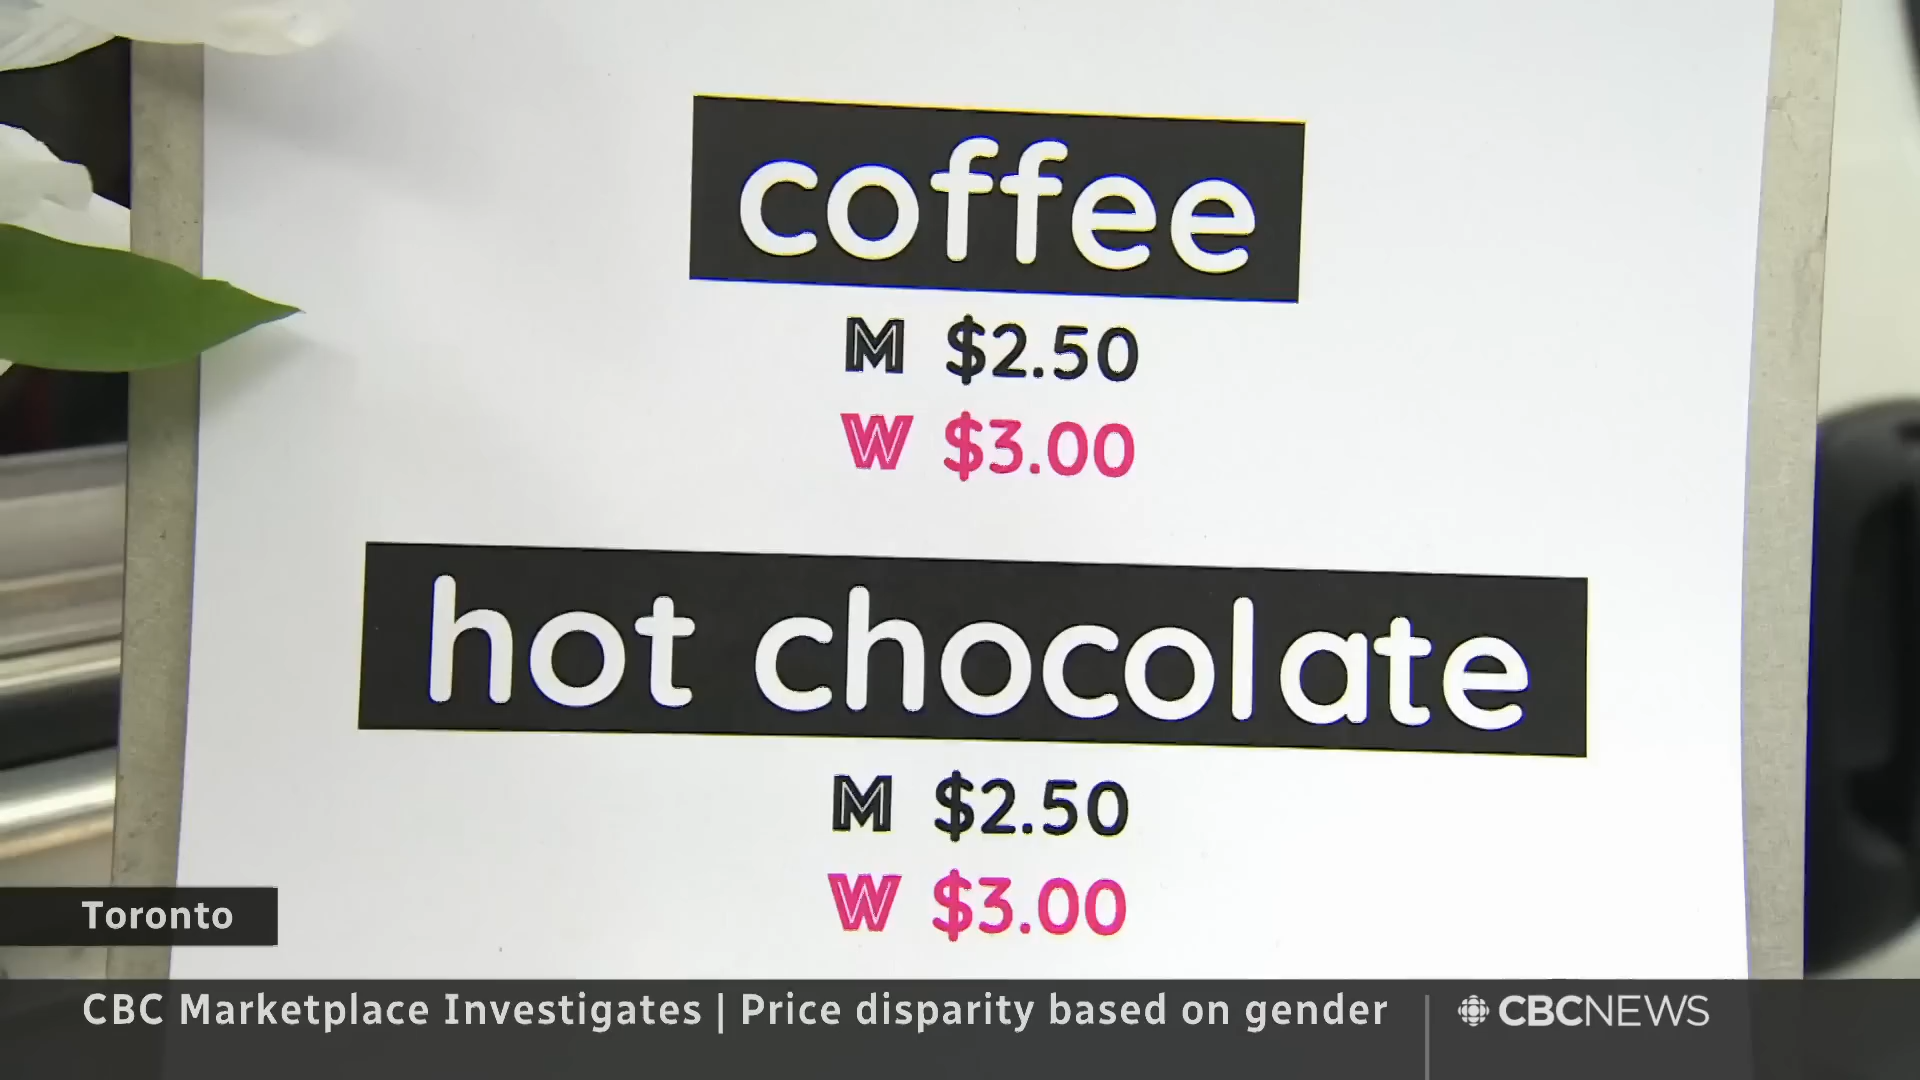 coffee
M $2.50
W $3.00
hot chocolate
M $2.50
W $3.00
Toronto
CBC Marketplace Investigates | Price disparity based on gender
CBCNEWS